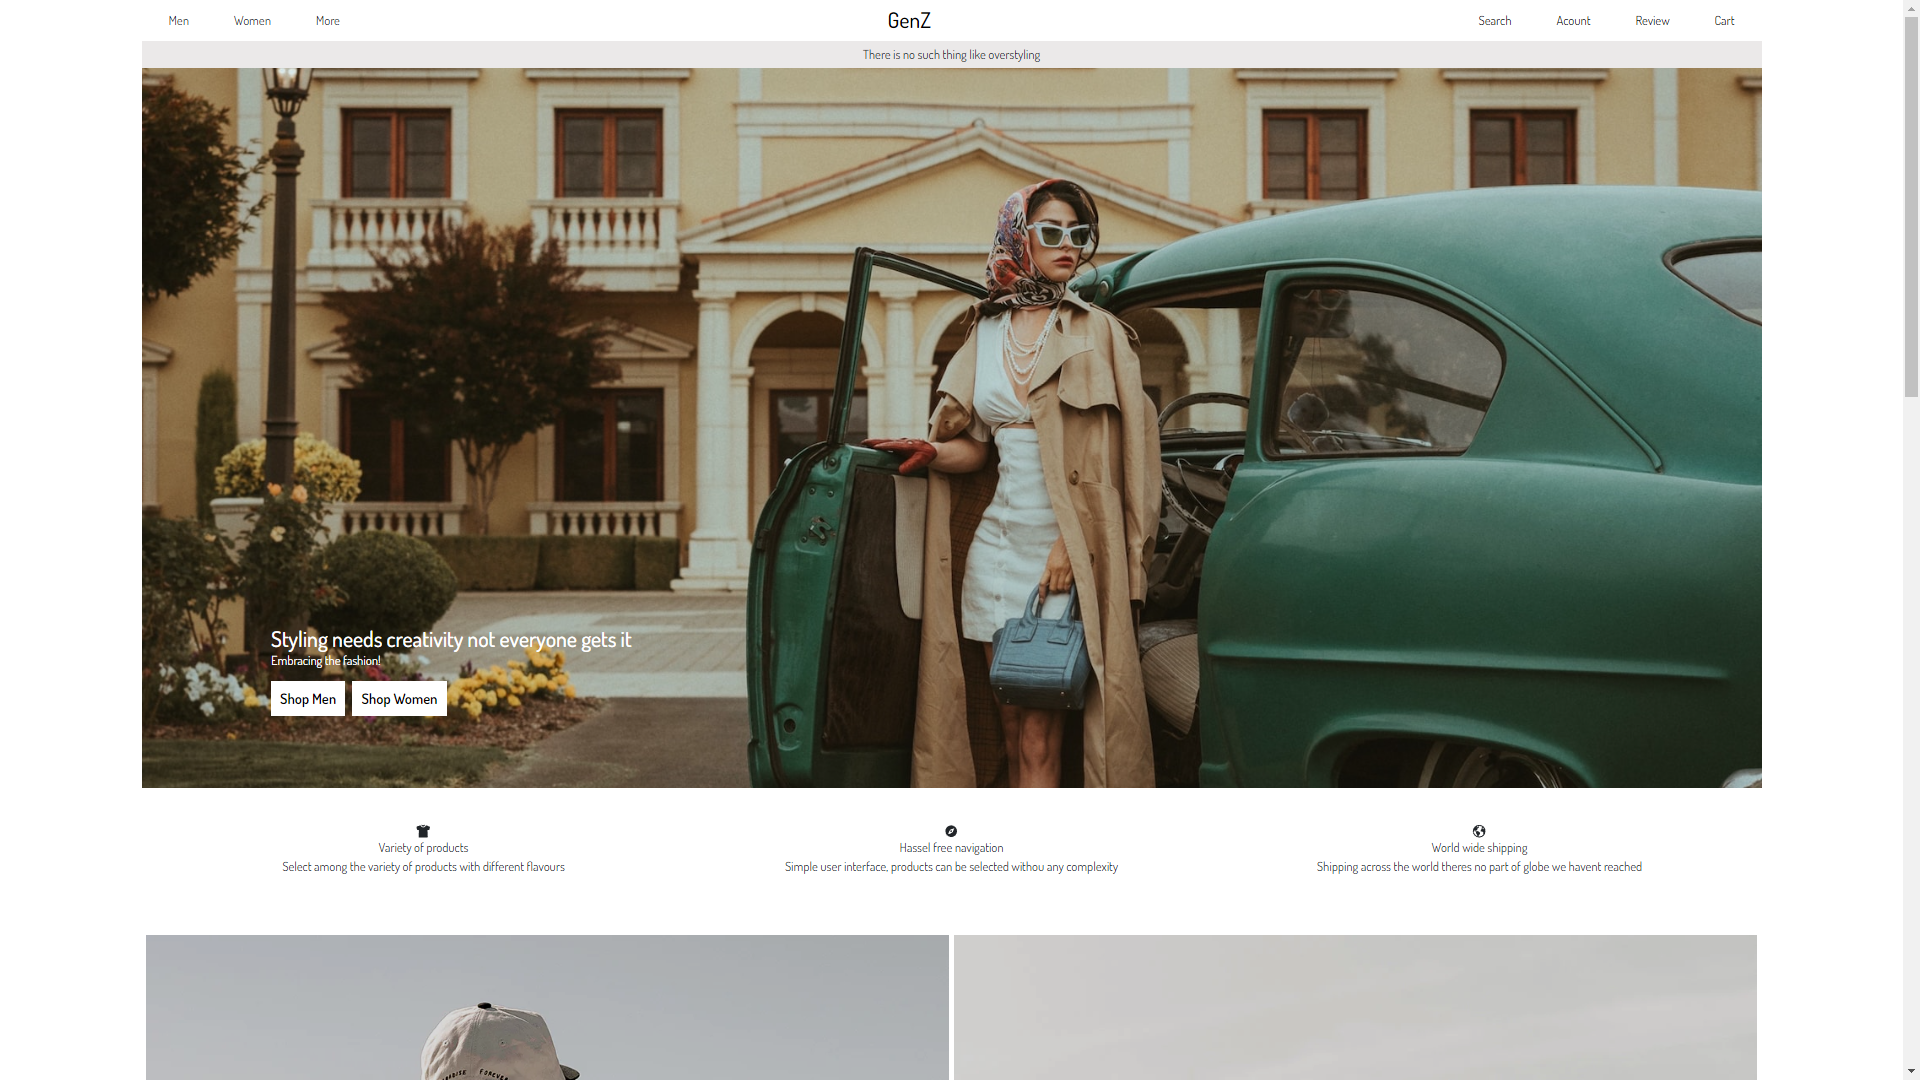 Men Women More GenZ Search Acount Review Cart
There is no such thing like overstyling
Styling needs creativity not everyone gets it
Embracing the fashion!
Shop Men Shop Women
Variety of products
Select among the variety of products with different flavours
Hassel free navigation
Simple user interface, products can be selected withou any complexity
World wide shipping
Shipping across the world theres no part of globe we havent reached
FOREVER